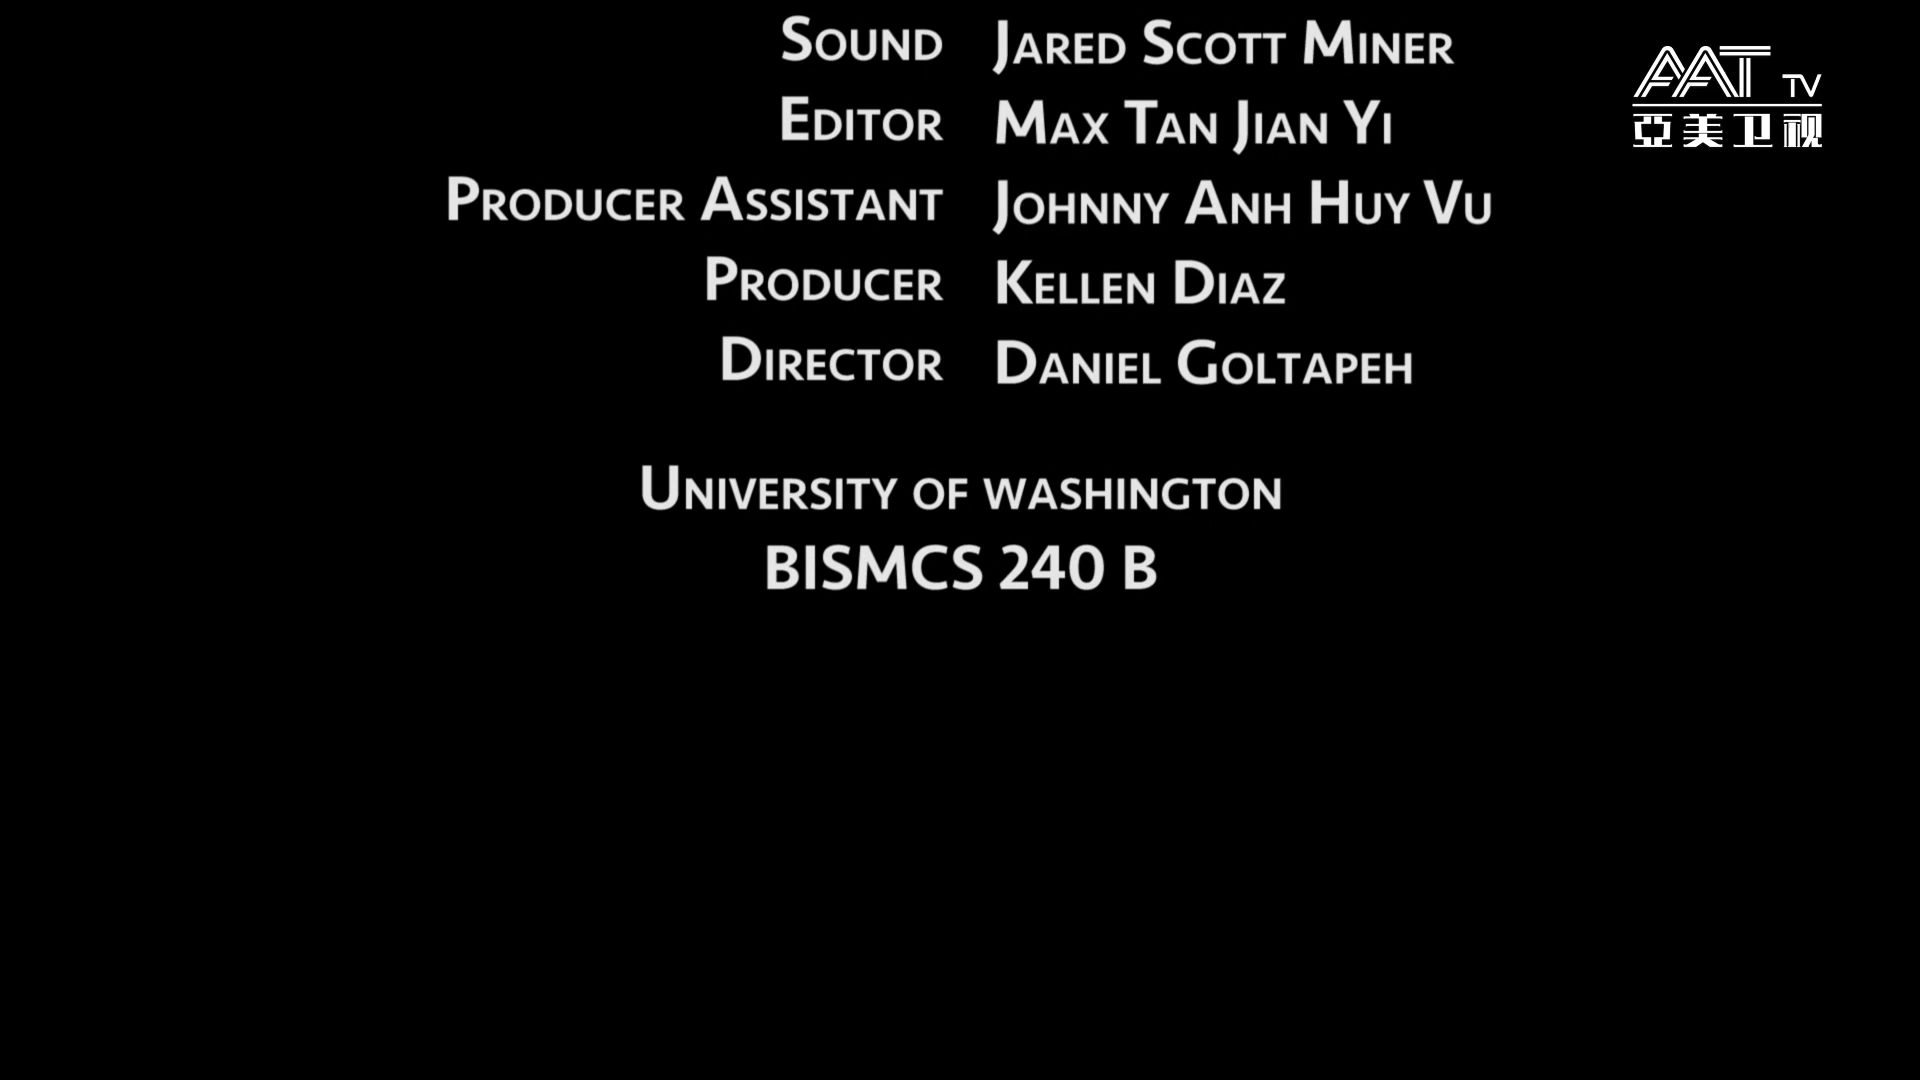 Sound Jared Scott Miner
Editor Max Tan Jian Yi
Producer Assistant Johnny Anh Huy Vu
Producer Kellen Diaz
Director Daniel Goltapeh
University of washington
BISMCS 240 B
AAT TV
亞美卫视